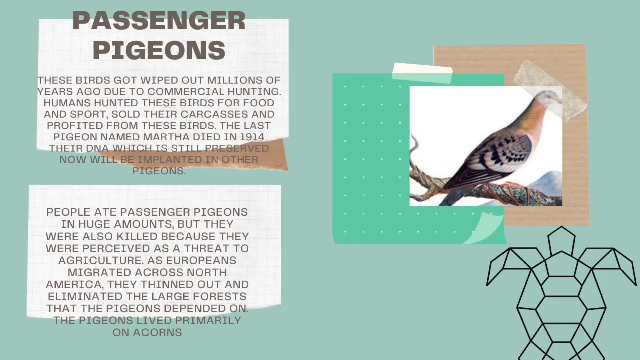 PASSENGER
PIGEONS
THESE BIRDS GOT WIPED OUT MILLIONS OF
YEARS AGO DUE TO COMMERCIAL HUNTING.
HUMANS HUNTED THESE BIRDS FOR FOOD
AND SPORT, SOLD THEIR CARCASSES AND
PROFITED FROM THESE BIRDS. THE LAST
PIGEON NAMED MARTHA DIED IN 1914
THEIR DNA WHICH IS STILL PRESERVED
NOW WILL BE IMPLANTED IN OTHER
PIGEONS.
PEOPLE ATE PASSENGER PIGEONS
IN HUGE AMOUNTS, BUT THEY
WERE ALSO KILLED BECAUSE THEY
WERE PERCEIVED AS A THREAT TO
AGRICULTURE. AS EUROPEANS
MIGRATED ACROSS NORTH
AMERICA, THEY THINNED OUT AND
ELIMINATED THE LARGE FORESTS
THAT THE PIGEONS DEPENDED ON.
THE PIGEONS LIVED PRIMARILY
ON ACORNS